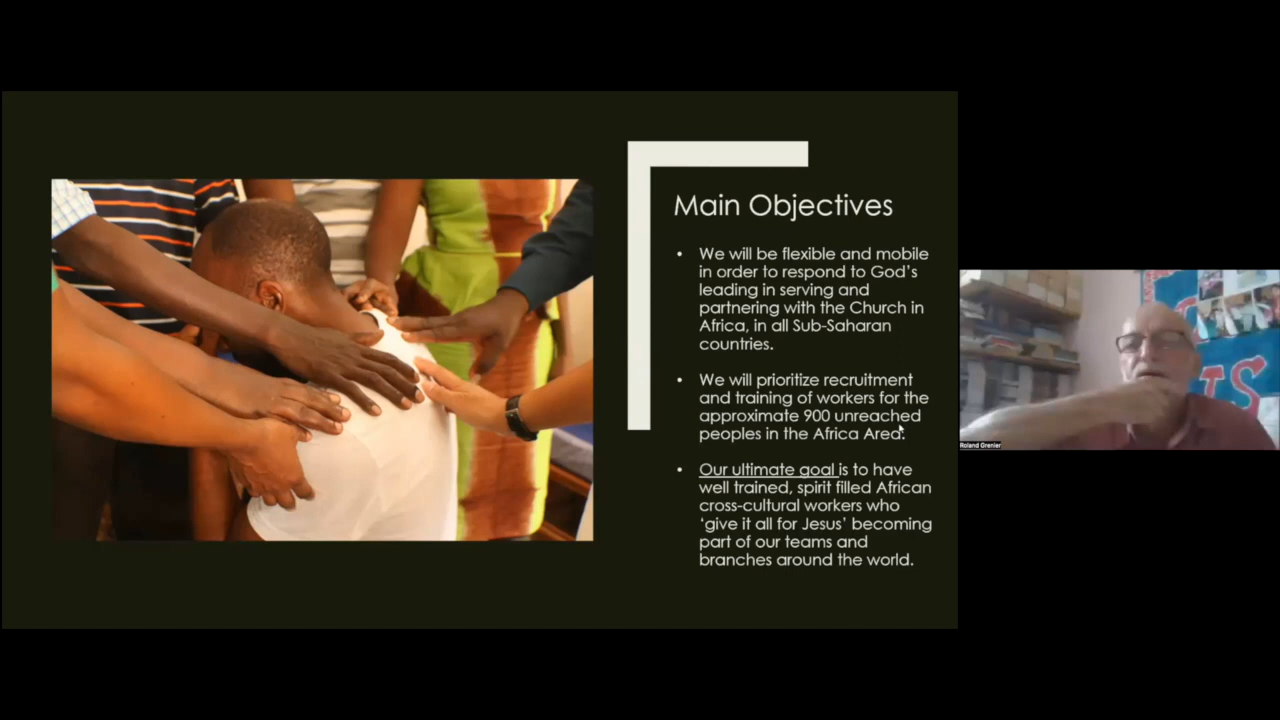 Main Objectives
• We will be flexible and mobile
in order to respond to God's
leading in serving and
partnering with the Church in
Africa, in all Sub-Saharan
countries.
• We will prioritize recruitment
and training of workers for the
approximate 900 unreached
peoples in the Africa Area.
• Our ultimate goal is to have
well trained, spirit filled African
cross-cultural workers who
'give it all for Jesus' becoming
part of our teams and
branches around the world.
Roland Grenier